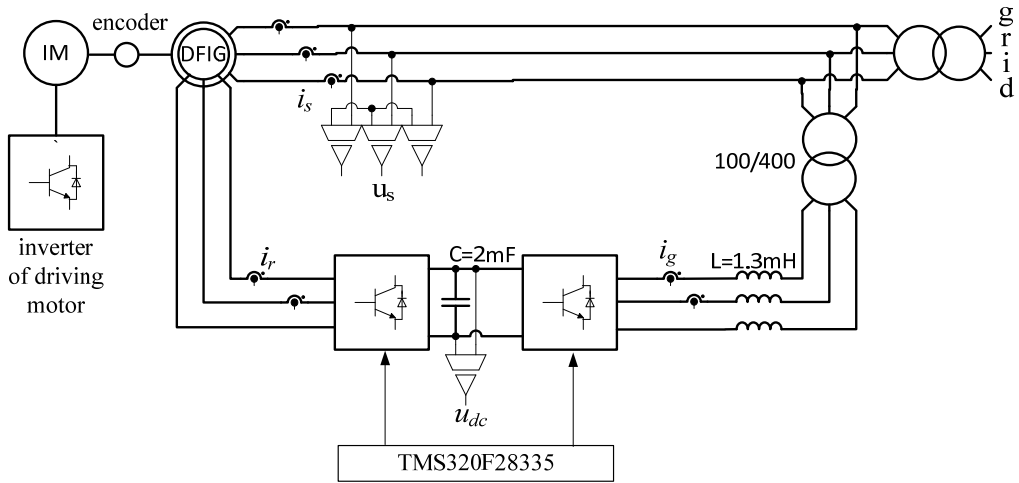 encoder
IM
DFIG
g
r
i
d
i_s
u_s
100/400
inverter
of driving
motor
i_r
C=2mF
i_g
L=1.3mH
u_dc
TMS320F28335